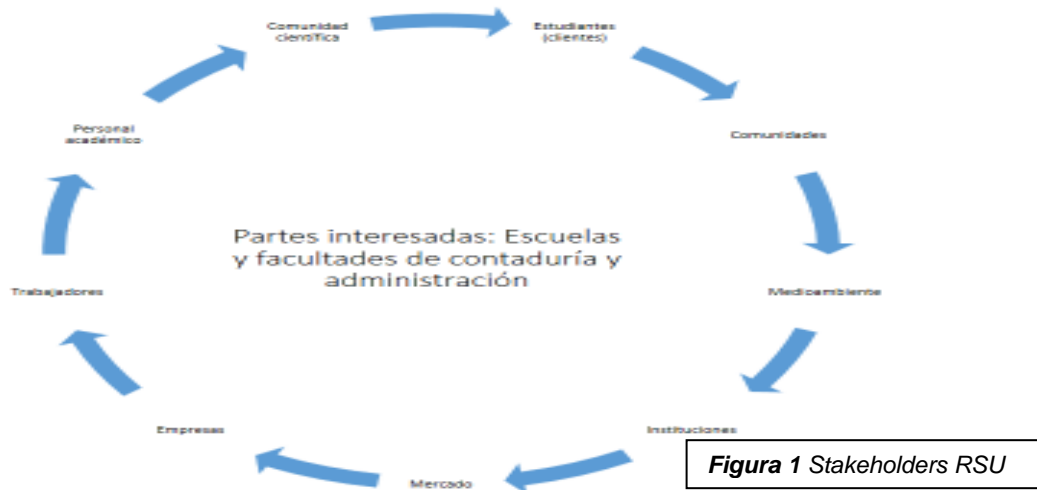 Comunidad
científica
Estudiantes
(clientes)
Comunidades
Medioambiente
Instituciones
Mercado
Empresas
Trabajadores
Personal
académico
Partes interesadas: Escuelas
y facultades de contaduría y
administración
Figura 1 Stakeholders RSU